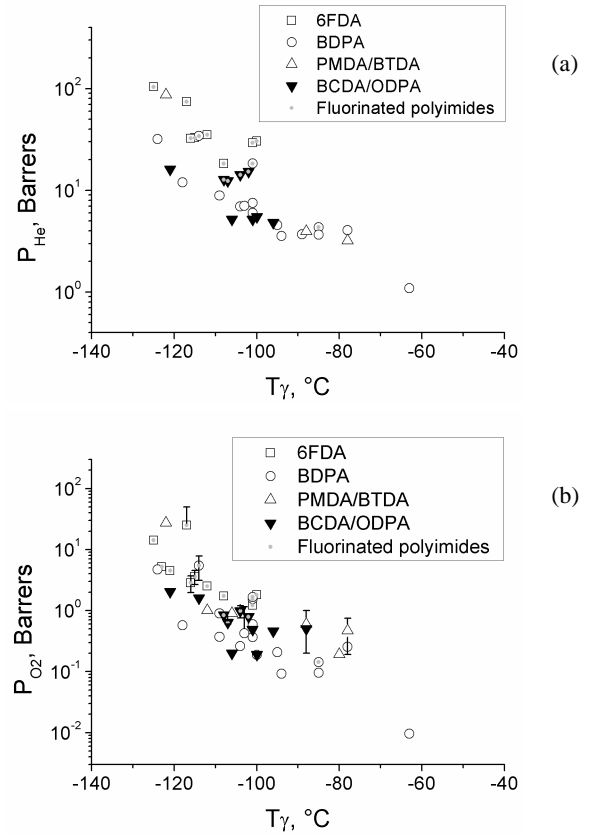 6FDA
BDPA
PMDA/BTDA
BCDA/ODPA
Fluorinated polyimides
(a)
10²
10¹
10⁰
P_He, Barrers
-140 -120 -100 -80 -60 -40
Tγ, °C
6FDA
BDPA
PMDA/BTDA
BCDA/ODPA
Fluorinated polyimides
(b)
10²
10¹
10⁰
10⁻¹
10⁻²
P_O2, Barrers
-140 -120 -100 -80 -60 -40
Tγ, °C